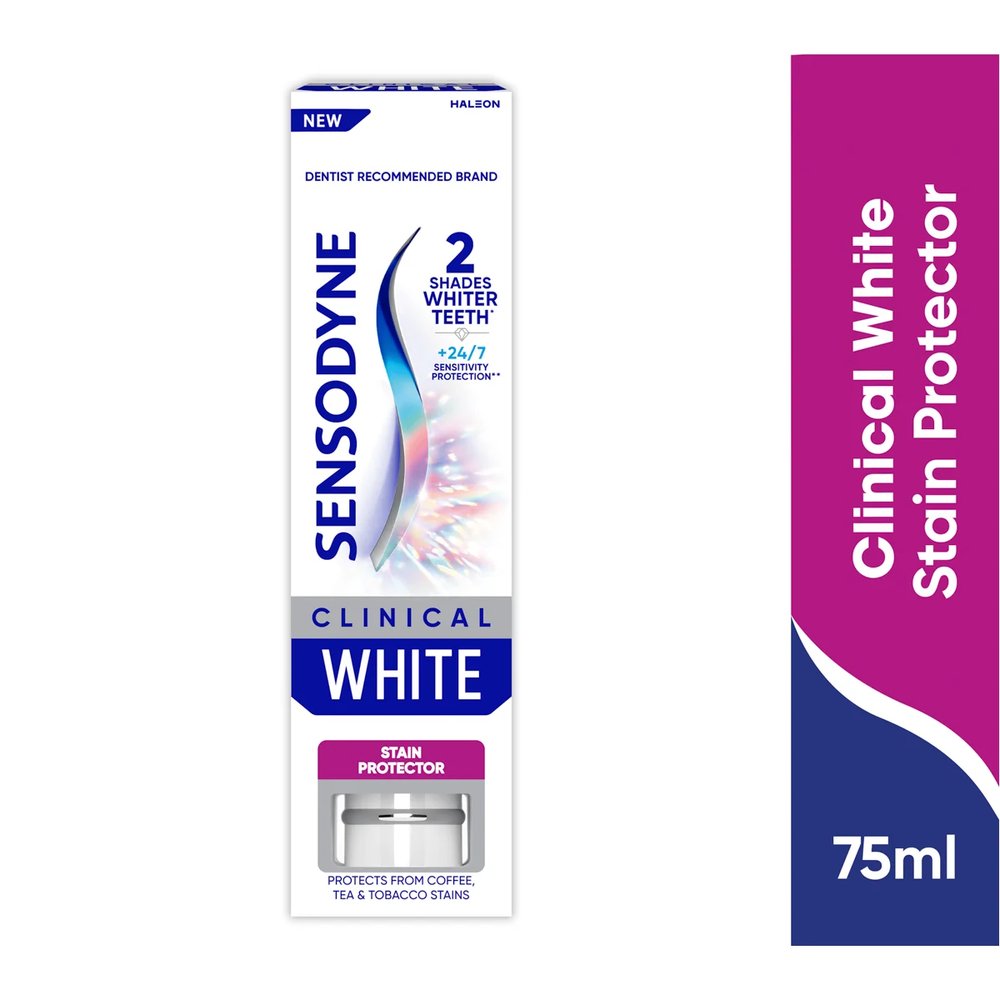 WHITE
HALEON
NEW
DENTIST RECOMMENDED BRAND
SENSODYNE
2
SHADES
WHITER
TEETH*
+24/7
SENSITIVITY
PROTECTION**
CLINICAL
WHITE
STAIN
PROTECTOR
PROTECTS FROM COFFEE,
TEA & TOBACCO STAINS
Clinical White
Stain Protector
75ml